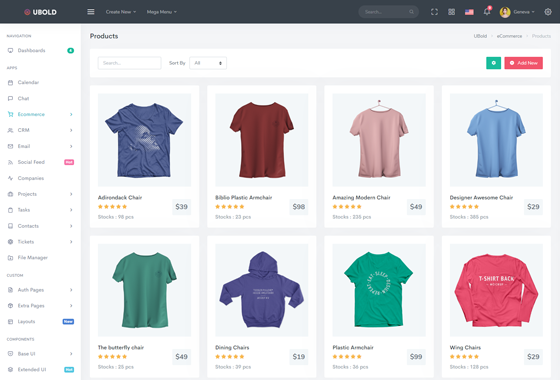 UBOLD
Create New
Mega Menu
Search...
Geneva
NAVIGATION
Dashboards
APPS
Calendar
Chat
Ecommerce
CRM
Email
Social Feed
Hot
Companies
Projects
Tasks
Contacts
Tickets
File Manager
CUSTOM
Auth Pages
Extra Pages
Layouts
New
COMPONENTS
Base UI
Extended UI
Hot
Products
UBold
eCommerce
Products
Search...
Sort By
All
Add New
Adirondack Chair
$39
Stocks : 98 pcs
Biblio Plastic Armchair
$98
Stocks : 23 pcs
Amazing Modern Chair
$49
Stocks : 235 pcs
Designer Awesome Chair
$29
Stocks : 385 pcs
T-SHIRT BACK
The butterfly chair
$49
Stocks : 25 pcs
Dining Chairs
$19
Stocks : 39 pcs
Plastic Armchair
$99
Stocks : 30 pcs
Wing Chairs
$29
Stocks : 128 pcs